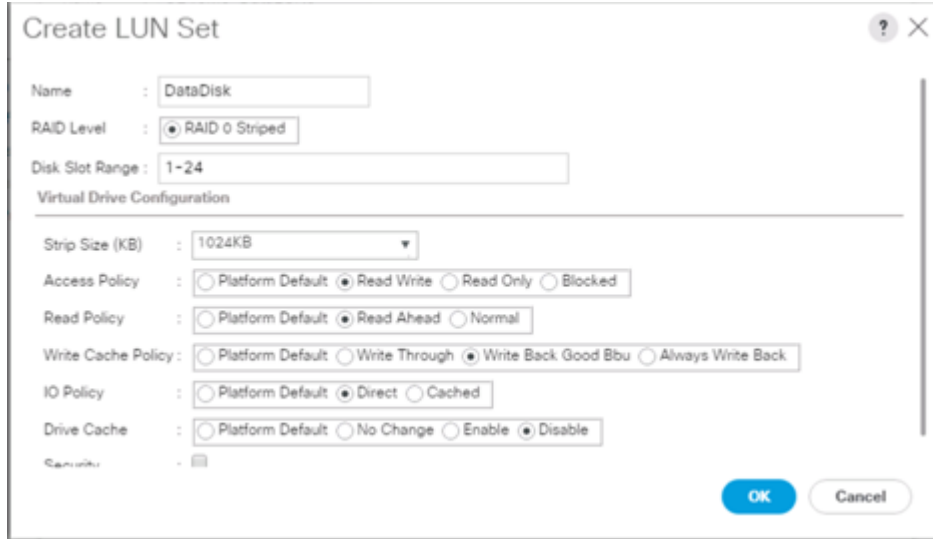 Create LUN Set ?
Name : DataDisk
RAID Level : RAID 0 Striped
Disk Slot Range : 1-24
Virtual Drive Configuration
Strip Size (KB) : 1024KB
Access Policy : Platform Default Read Write Read Only Blocked
Read Policy : Platform Default Read Ahead Normal
Write Cache Policy : Platform Default Write Through Write Back Good Bbu Always Write Back
IO Policy : Platform Default Direct Cached
Drive Cache : Platform Default No Change Enable Disable
Security :
OK Cancel